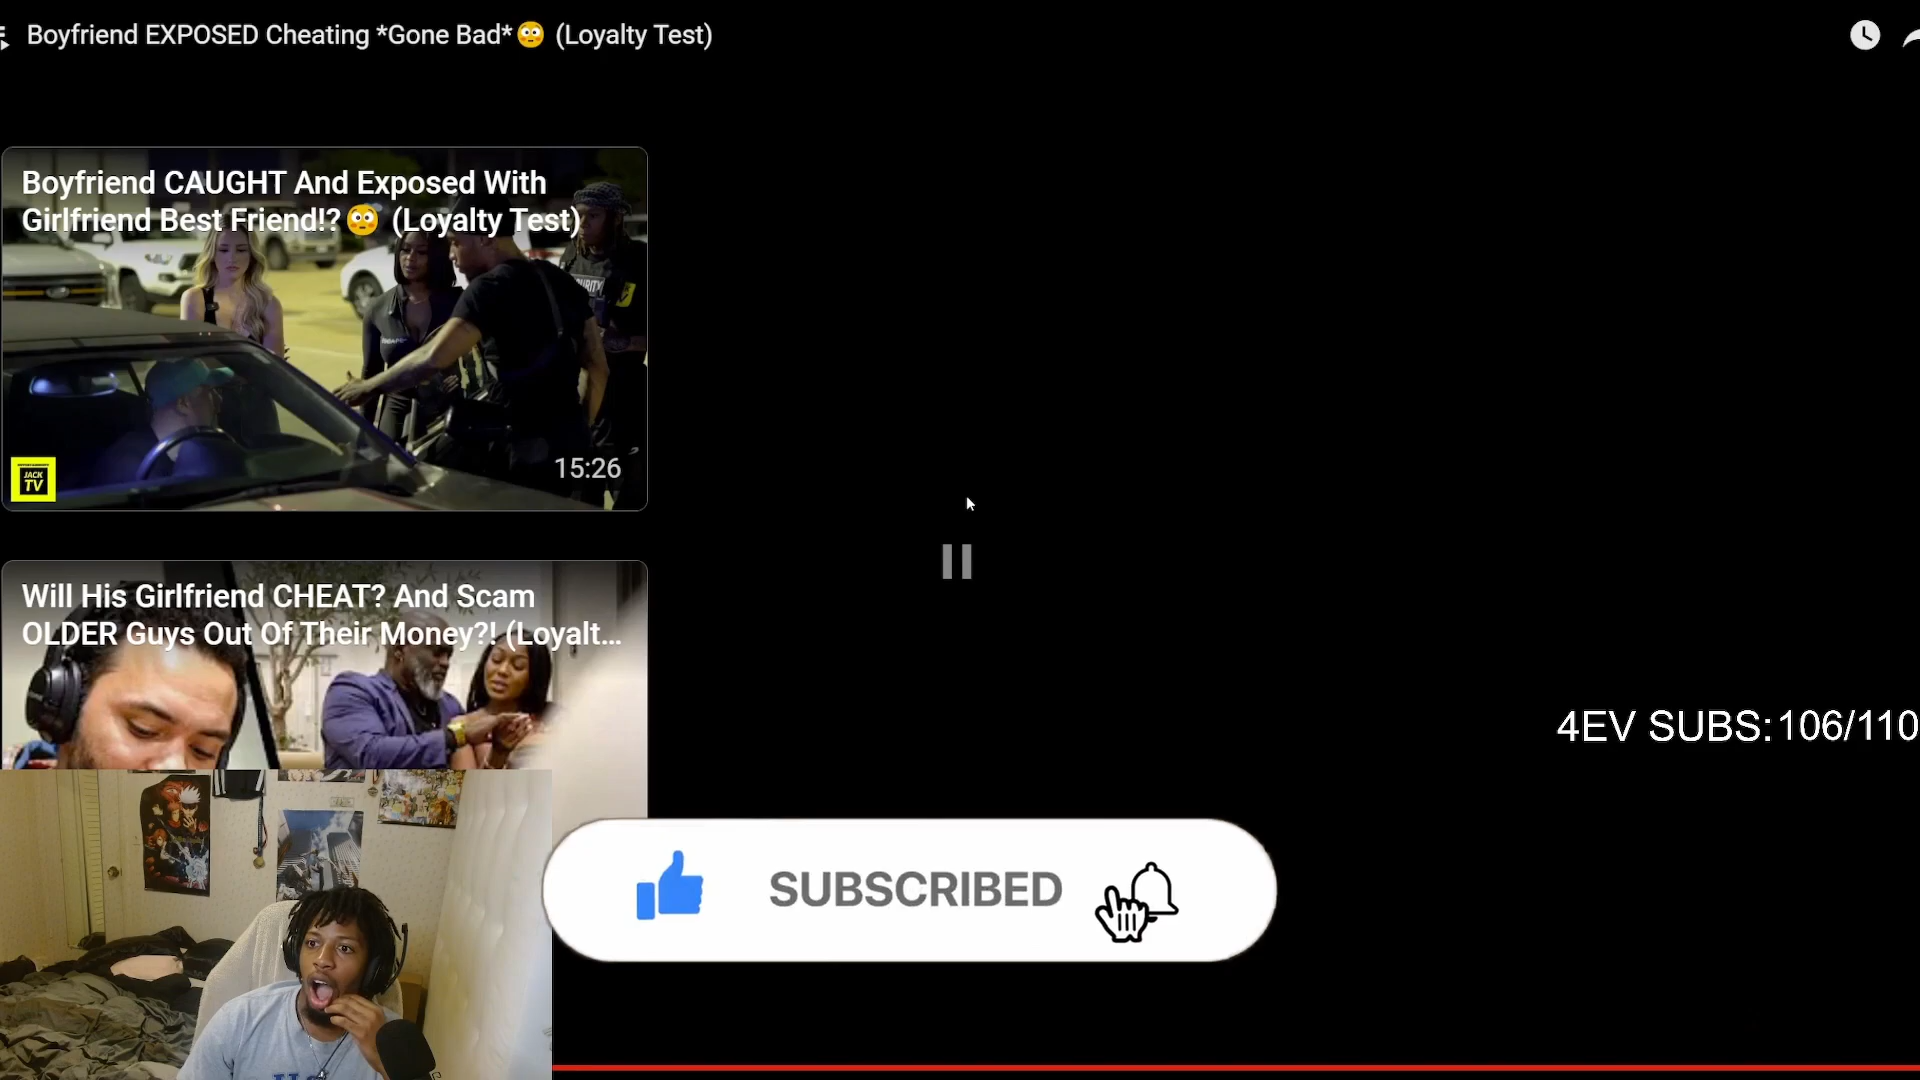 Boyfriend EXPOSED Cheating *Gone Bad*😳 (Loyalty Test)
Boyfriend CAUGHT And Exposed With
Girlfriend Best Friend!?😳 (Loyalty Test)
JACK
TV
15:26
Will His Girlfriend CHEAT? And Scam
OLDER Guys Out Of Their Money?! (Loyalt...
4EV SUBS:106/110
SUBSCRIBED